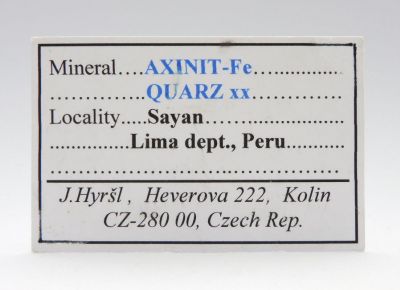 Mineral....AXINIT-Fe..................
..................QUARZ xx..................
Locality.....Sayan..........................
...............Lima dept., Peru............
......................................................
J.Hyršl , Heverova 222, Kolin
CZ-280 00, Czech Rep.